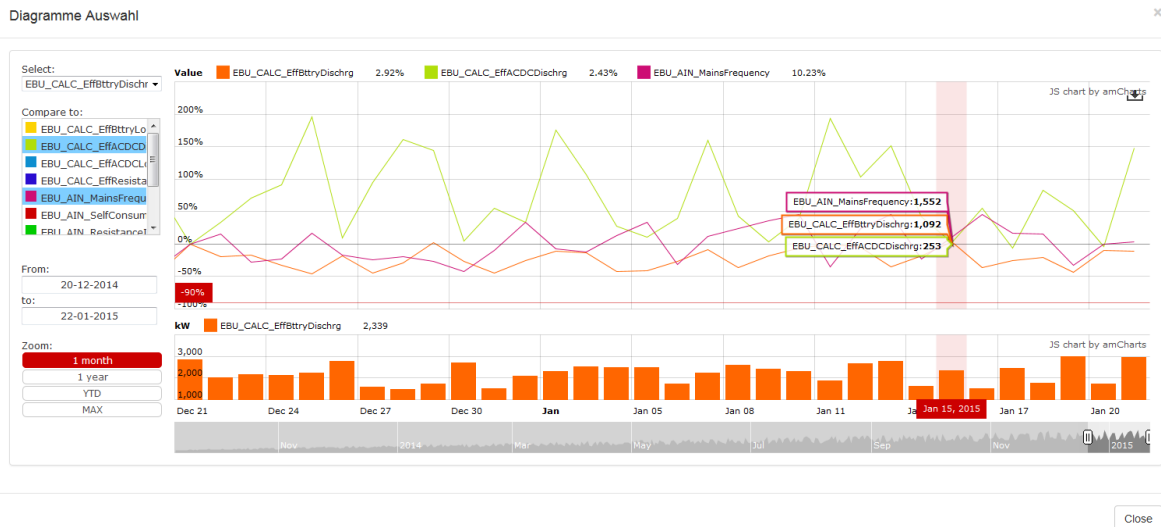 Diagramme Auswahl
×
Select:
EBU_CALC_EffBttryDischr
Compare to:
EBU_CALC_EffBttryLo
EBU_CALC_EffACDCD
EBU_CALC_EffACDCL
EBU_CALC_EffResista
EBU_AIN_MainsFrequ
EBU_AIN_SelfConsum
EBU_AIN_Resistance
From:
20-12-2014
to:
22-01-2015
Zoom:
1 month
1 year
YTD
MAX
Value EBU_CALC_EffBttryDischrg 2.92% EBU_CALC_EffACDCDischrg 2.43% EBU_AIN_MainsFrequency 10.23%
JS chart by amCharts
200%
150%
100%
50%
0%
-50%
-90%
-100%
EBU_AIN_MainsFrequency:1,552
EBU_CALC_EffBttryDischrg:1,092
EBU_CALC_EffACDCDischrg:253
kW EBU_CALC_EffBttryDischrg 2,339
JS chart by amCharts
3,000
2,000
1,000
Dec 21 Dec 24 Dec 27 Dec 30 Jan Jan 05 Jan 08 Jan 11 Jan 15, 2015 Jan 17 Jan 20
Nov 2014 Mar May Jul Sep Nov 2015
Close